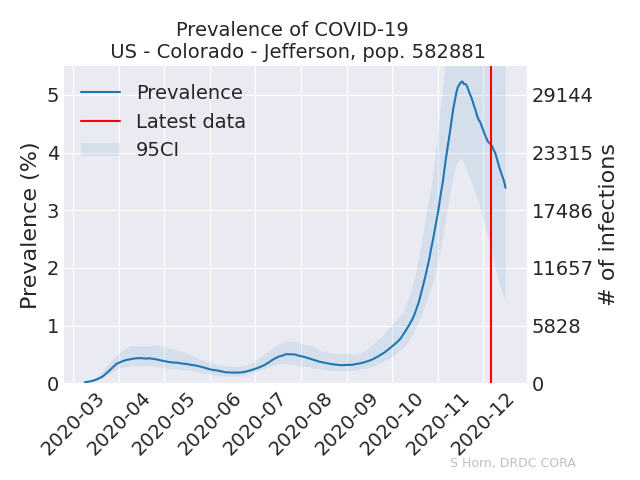 Prevalence of COVID-19
US - Colorado - Jefferson, pop. 582881
Prevalence
Latest data
95CI
Prevalence (%)
5
4
3
2
1
0
29144
23315
17486
11657
5828
0
# of infections
2020-03
2020-04
2020-05
2020-06
2020-07
2020-08
2020-09
2020-10
2020-11
2020-12
S Horn, DRDC CORA